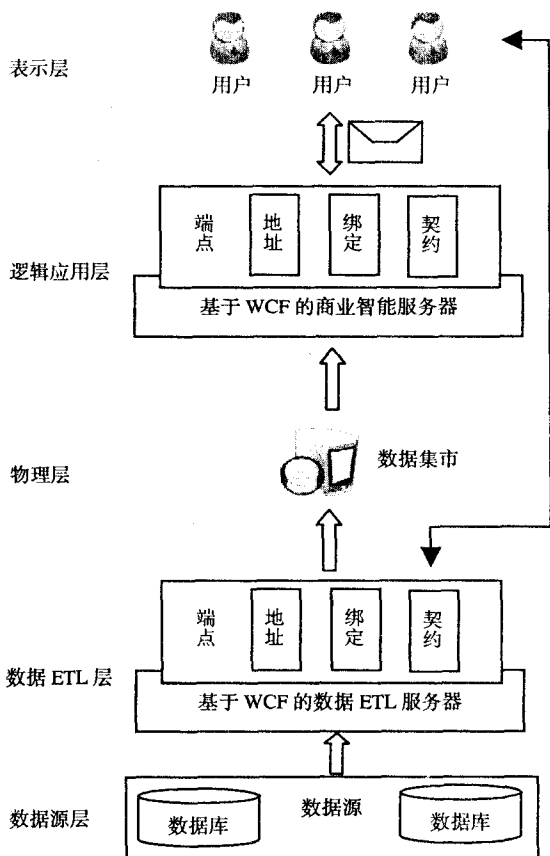 表示层
用户 用户 用户
端点 地址 绑定 契约
逻辑应用层
基于 WCF 的商业智能服务器
物理层
数据集市
端点 地址 绑定 契约
数据 ETL 层
基于 WCF 的数据 ETL 服务器
数据源层
数据库 数据源 数据库